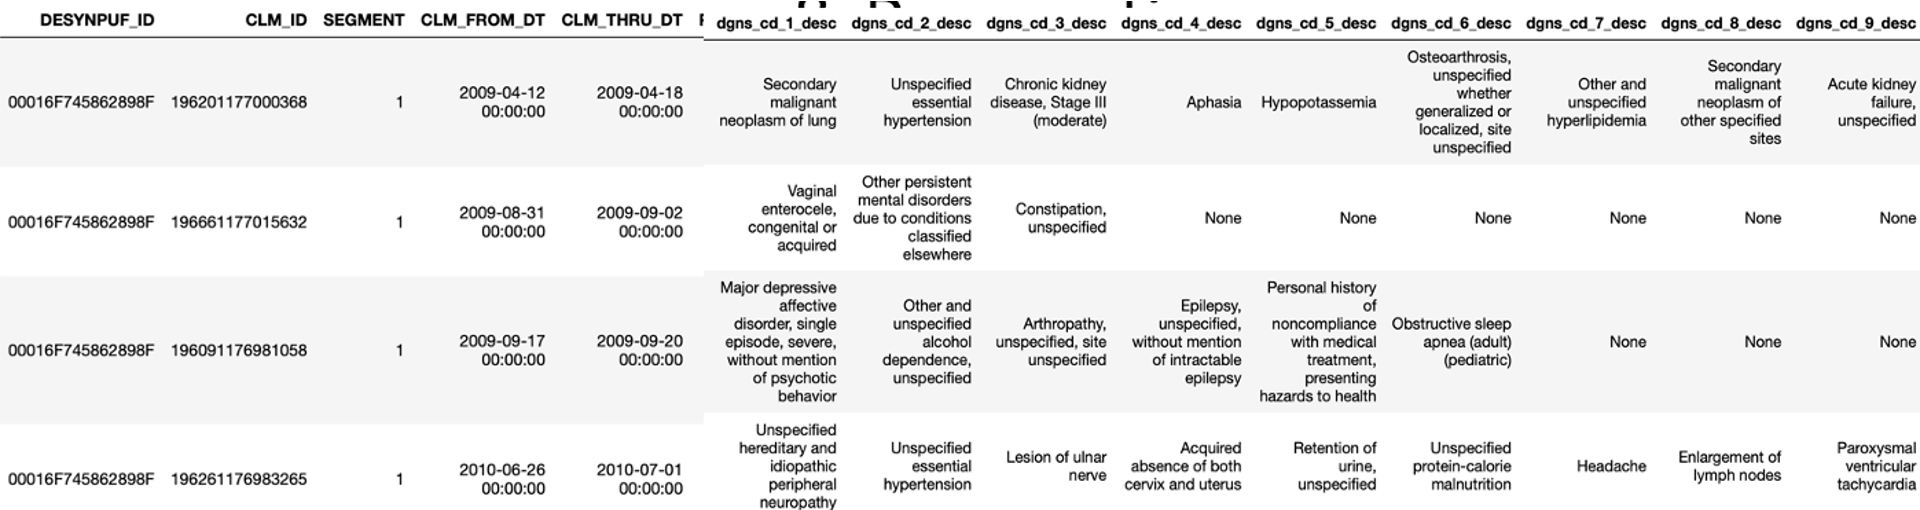 DESYNPUF_ID CLM_ID SEGMENT CLM_FROM_DT CLM_THRU_DT dgns_cd_1_desc dgns_cd_2_desc dgns_cd_3_desc dgns_cd_4_desc dgns_cd_5_desc dgns_cd_6_desc dgns_cd_7_desc dgns_cd_8_desc dgns_cd_9_desc
00016F745862898F 196201177000368 1 2009-04-12 00:00:00 2009-04-18 00:00:00 Secondary malignant neoplasm of lung Unspecified essential hypertension Chronic kidney disease, Stage III (moderate) Aphasia Hypopotassemia Osteoarthrosis, unspecified whether generalized or localized, site unspecified Other and unspecified hyperlipidemia Secondary malignant neoplasm of other specified sites Acute kidney failure, unspecified
00016F745862898F 196661177015632 1 2009-08-31 00:00:00 2009-09-02 00:00:00 Vaginal enterocele, congenital or acquired Other persistent mental disorders due to conditions classified elsewhere Constipation, unspecified None None None None None None
00016F745862898F 196091176981058 1 2009-09-17 00:00:00 2009-09-20 00:00:00 Major depressive affective disorder, single episode, severe, without mention of psychotic behavior Other and unspecified alcohol dependence, unspecified Arthropathy, unspecified, site unspecified Epilepsy, unspecified, without mention of intractable epilepsy Personal history of noncompliance with medical treatment, presenting hazards to health Obstructive sleep apnea (adult) (pediatric) None None None
00016F745862898F 196261176983265 1 2010-06-26 00:00:00 2010-07-01 00:00:00 Unspecified hereditary and idiopathic peripheral neuropathy Unspecified essential hypertension Lesion of ulnar nerve Acquired absence of both cervix and uterus Retention of urine, unspecified Unspecified protein-calorie malnutrition Headache Enlargement of lymph nodes Paroxysmal ventricular tachycardia